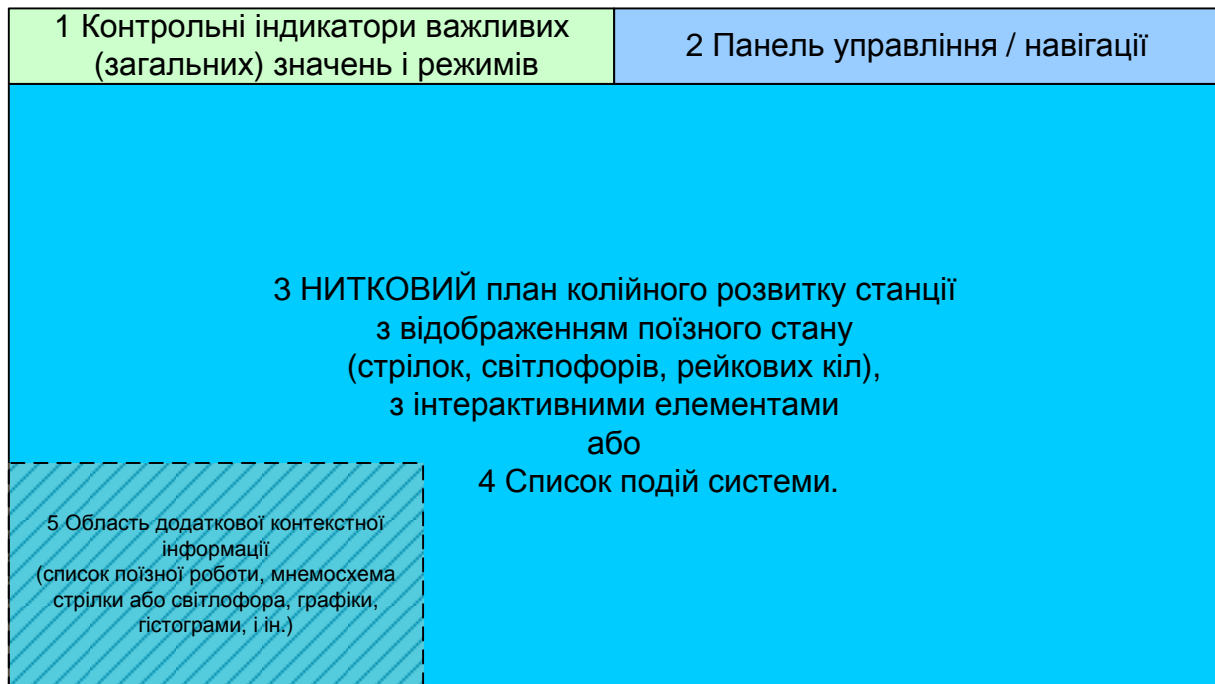 1 Контрольні індикатори важливих
(загальних) значень і режимів
2 Панель управління / навігації
3 НИТКОВИЙ план колійного розвитку станції
з відображенням поїзного стану
(стрілок, світлофорів, рейкових кіл),
з інтерактивними елементами
або
4 Список подій системи.
5 Область додаткової контекстної
інформації
(список поїзної роботи, мнемосхема
стрілки або світлофора, графіки,
гістограми, і ін.)